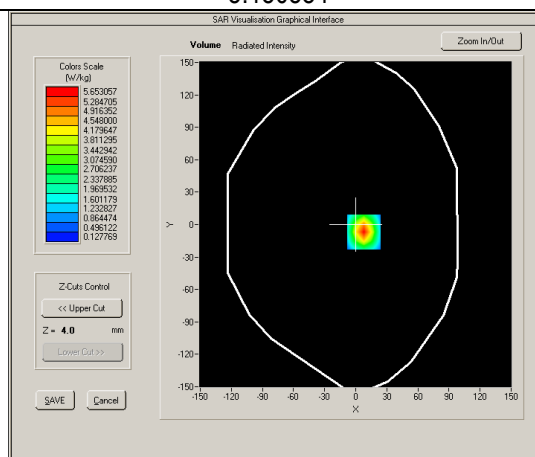 SAR Visualisation Graphical Interface
Volume Radiated Intensity
Zoom In/Out
Colors Scale
(W/kg)
5.653057
5.284705
4.916352
4.548000
4.179647
3.811295
3.442942
3.074590
2.706237
2.337885
1.969532
1.601179
1.232827
0.864474
0.496122
0.127769
150-
120-
90-
60-
30-
0-
-30-
-60-
-90-
-120-
-150-
Y
-150 -120 -90 -60 -30 0 30 60 90 120 150
X
Z-Cuts Control
<< Upper Cut
Z = 4.0 mm
Lower Cut >>
SAVE Cancel